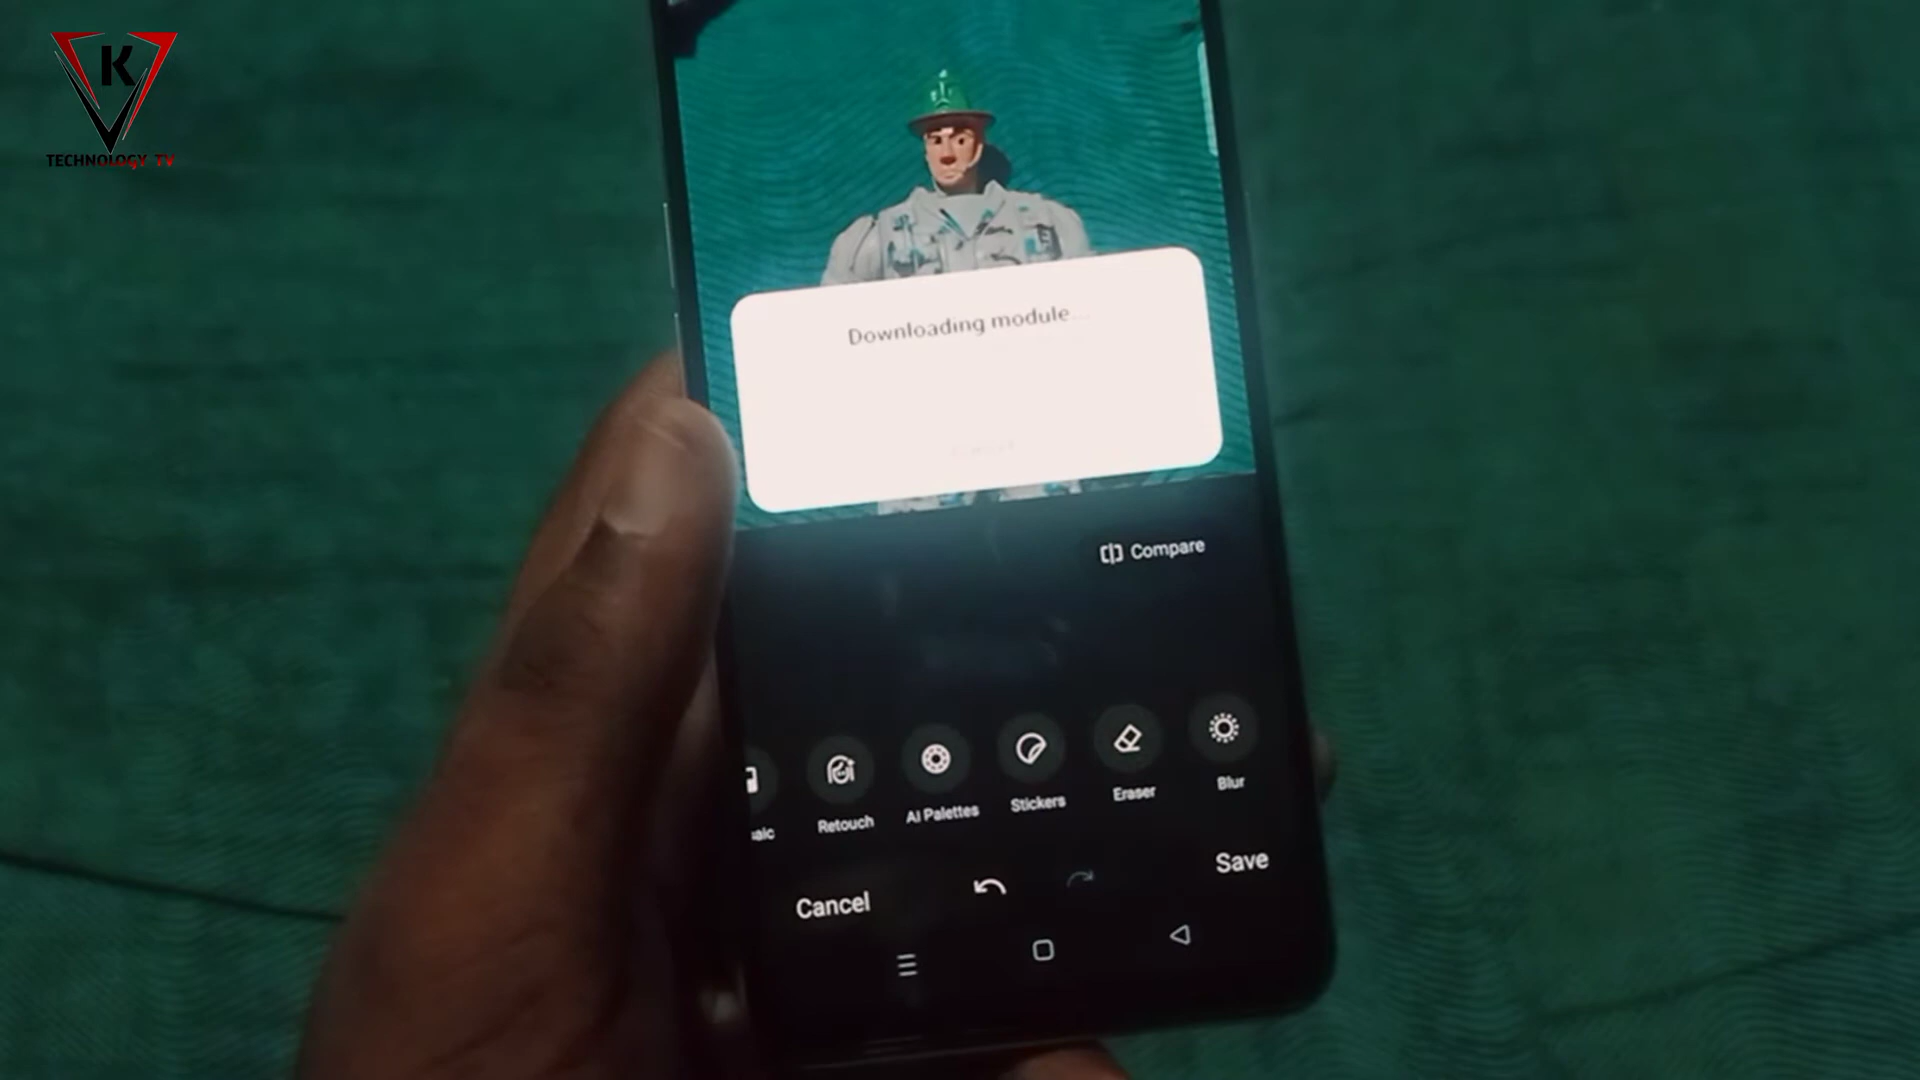 K
TECHNOLOGY TV
Downloading module...
Compare
Retouch
AI Palettes
Stickers
Eraser
Blur
Cancel
Save